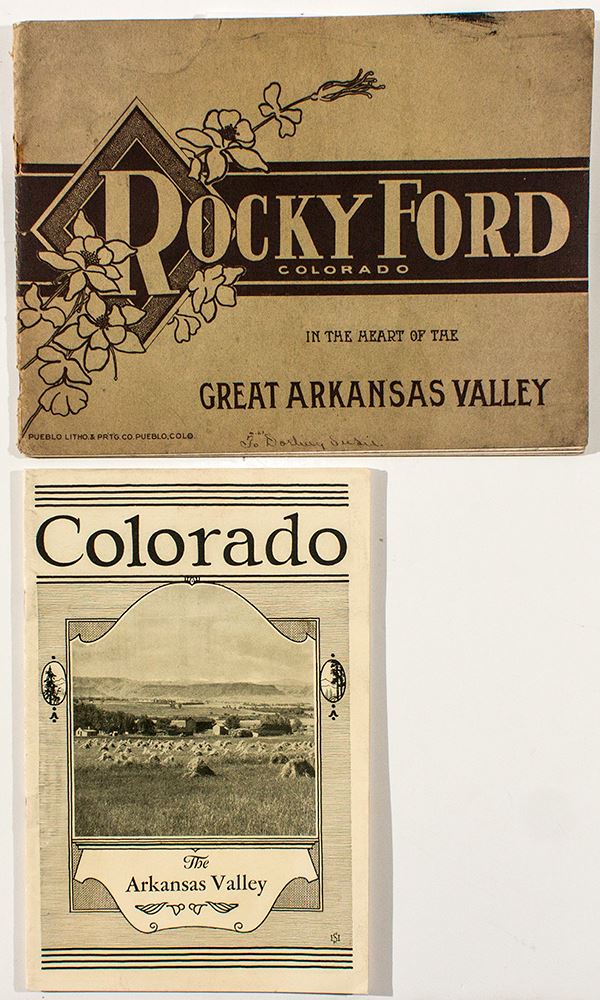 ROCKY FORD
COLORADO
IN THE HEART OF THE
GREAT ARKANSAS VALLEY
PUEBLO LITHO. & PRTG. CO. PUEBLO, COLO.
Colorado
The
Arkansas Valley